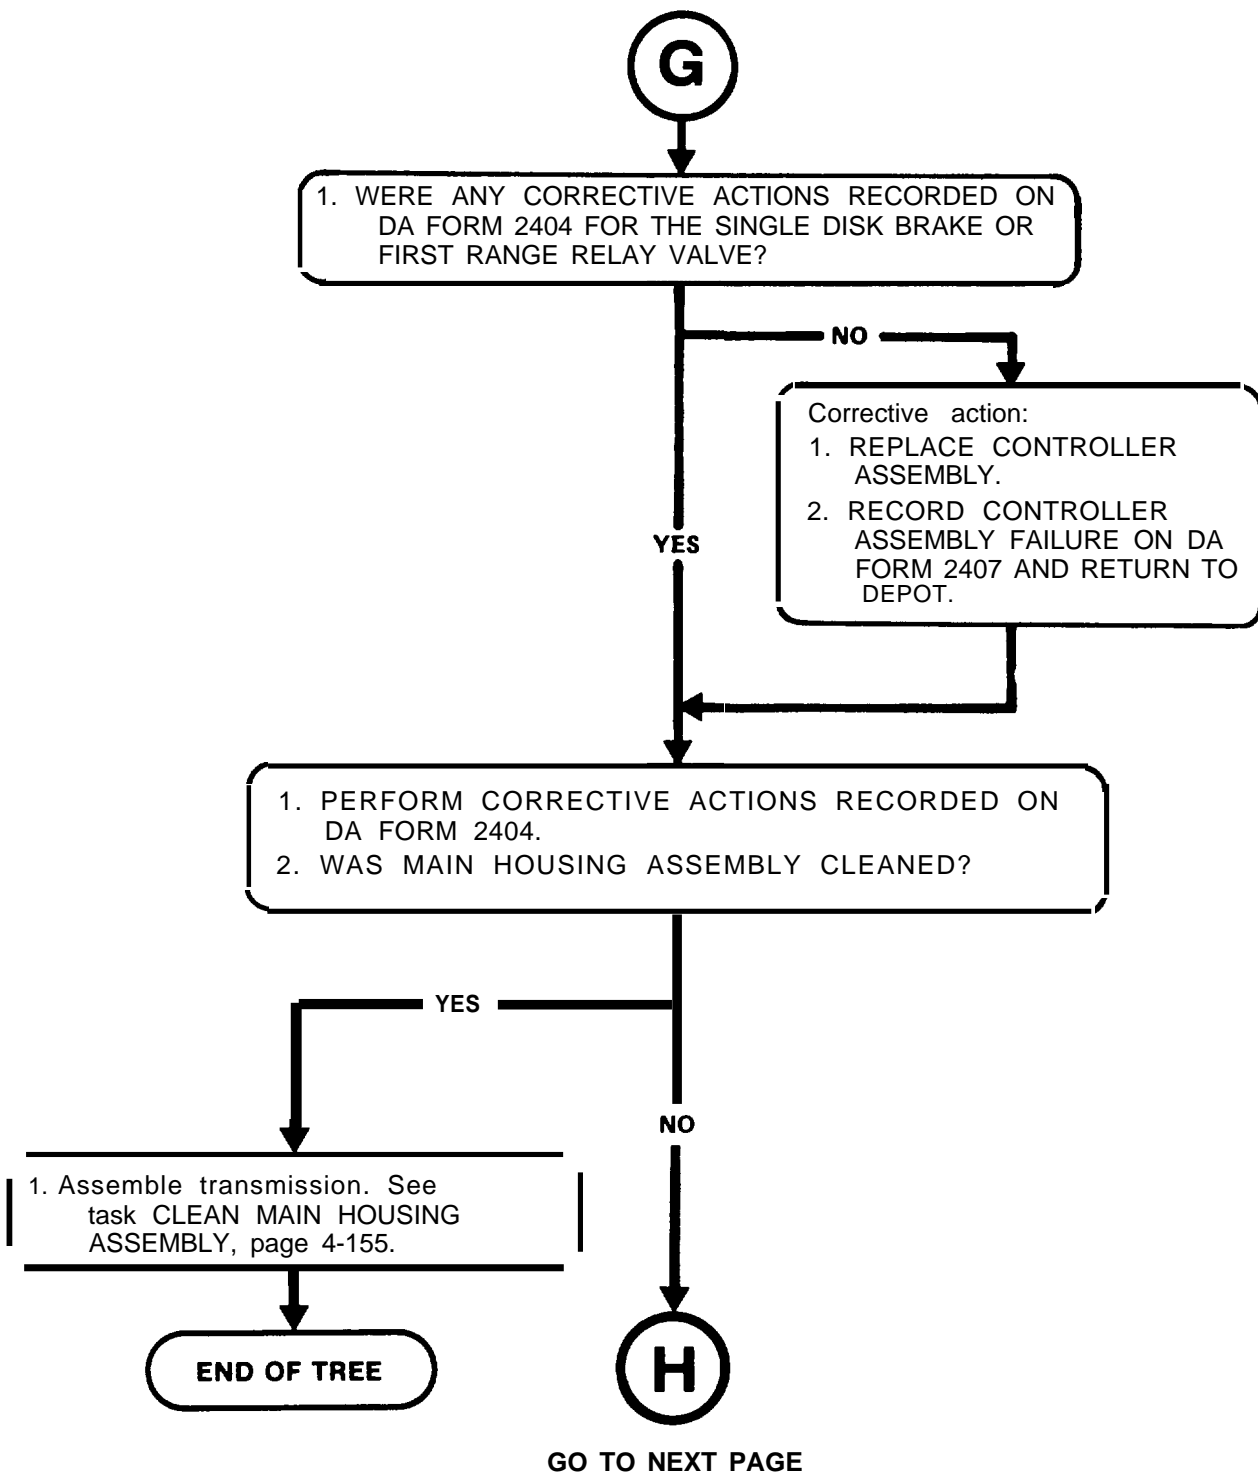 G
1. WERE ANY CORRECTIVE ACTIONS RECORDED ON
DA FORM 2404 FOR THE SINGLE DISK BRAKE OR
FIRST RANGE RELAY VALVE?
NO
Corrective action:
1. REPLACE CONTROLLER
ASSEMBLY.
2. RECORD CONTROLLER
ASSEMBLY FAILURE ON DA
FORM 2407 AND RETURN TO
DEPOT.
YES
1. PERFORM CORRECTIVE ACTIONS RECORDED ON
DA FORM 2404.
2. WAS MAIN HOUSING ASSEMBLY CLEANED?
YES
NO
1. Assemble transmission. See
task CLEAN MAIN HOUSING
ASSEMBLY, page 4-155.
END OF TREE
H
GO TO NEXT PAGE